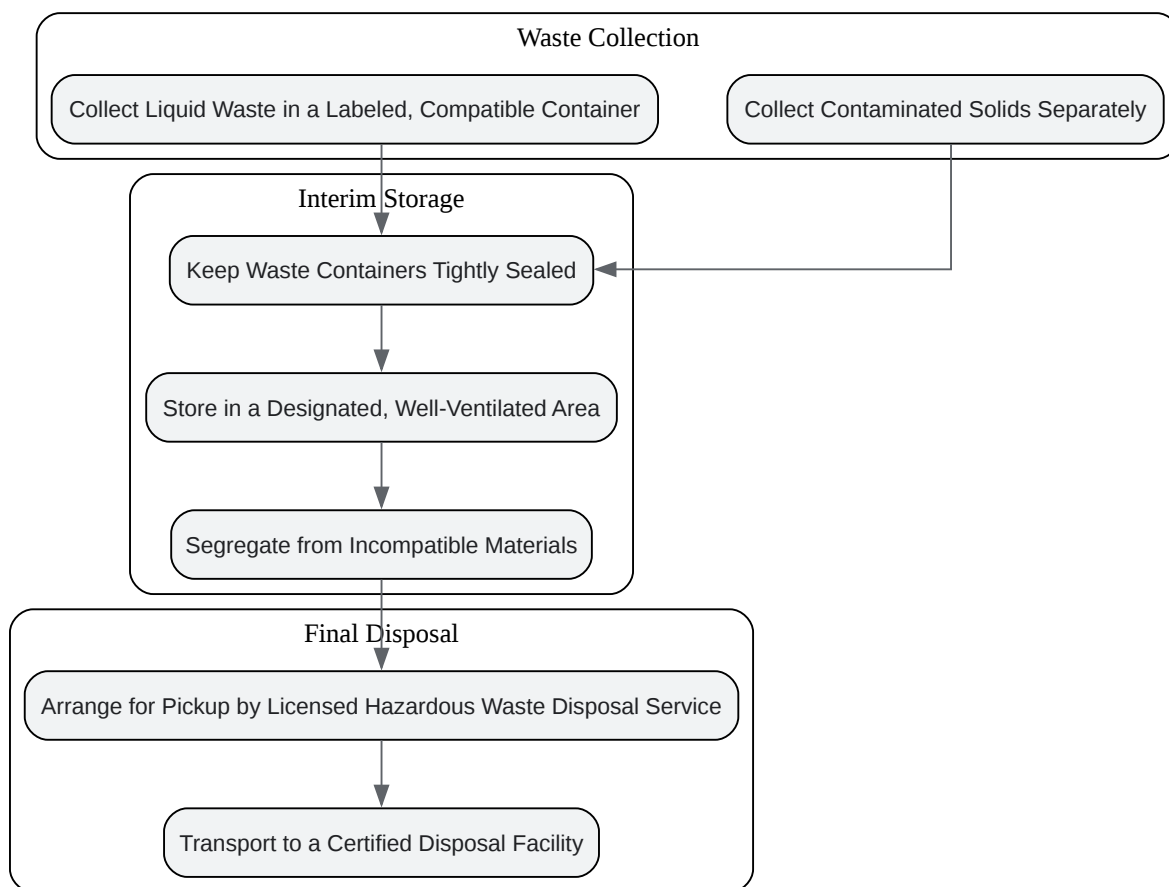 Waste Collection
Collect Liquid Waste in a Labeled, Compatible Container
Collect Contaminated Solids Separately
Interim Storage
Keep Waste Containers Tightly Sealed
Store in a Designated, Well-Ventilated Area
Segregate from Incompatible Materials
Final Disposal
Arrange for Pickup by Licensed Hazardous Waste Disposal Service
Transport to a Certified Disposal Facility